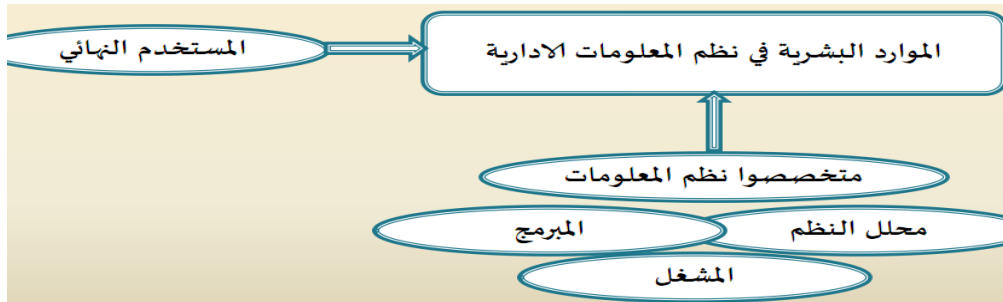 الموارد البشرية في نظم المعلومات الادارية
المستخدم النهائي
متخصصوا نظم المعلومات
محلل النظم
المبرمج
المشغل